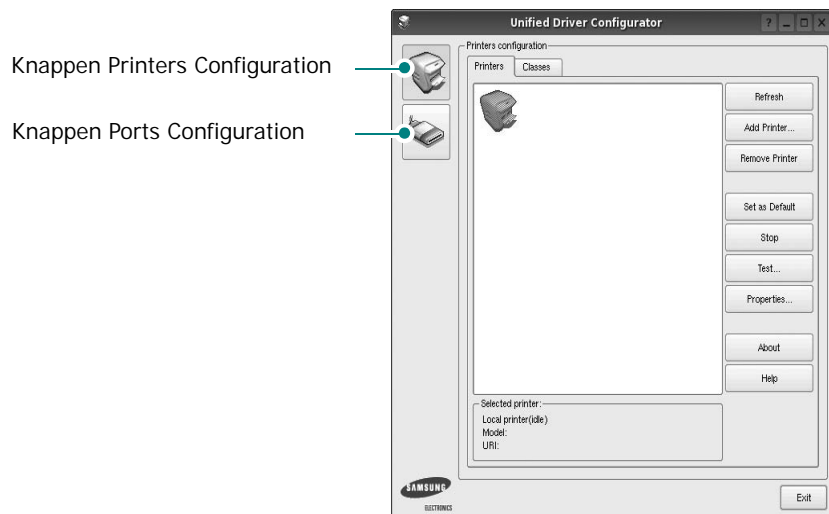 Unified Driver Configurator
Knappen Printers Configuration
Knappen Ports Configuration
Printers configuration
Printers
Classes
Refresh
Add Printer...
Remove Printer
Set as Default
Stop
Test...
Properties...
About
Help
Selected printer:
Local printer(idle)
Model:
URI:
SAMSUNG
ELECTRONICS
Exit